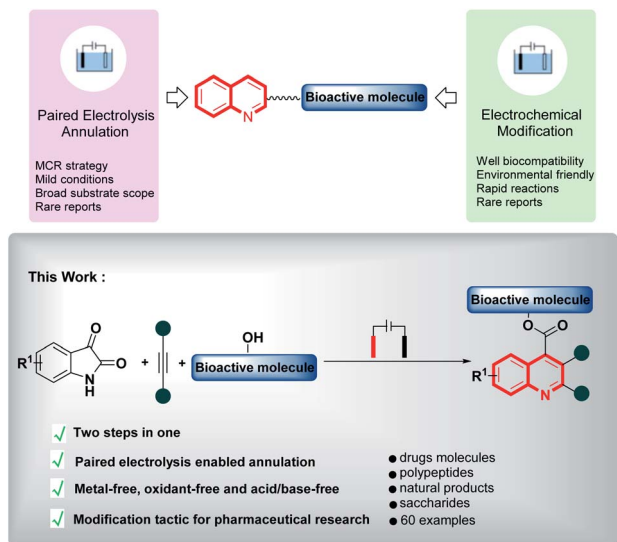 Paired Electrolysis
Annulation
MCR strategy
Mild conditions
Broad substrate scope
Rare reports
N
Bioactive molecule
Electrochemical
Modification
Well biocompatibility
Environmental friendly
Rapid reactions
Rare reports
This Work :
R1
O
O
N
H
+
+
OH
Bioactive molecule
Bioactive molecule
O
O
R1
N
√ Two steps in one
√ Paired electrolysis enabled annulation
√ Metal-free, oxidant-free and acid/base-free
√ Modification tactic for pharmaceutical research
● drugs molecules
● polypeptides
● natural products
● saccharides
● 60 examples